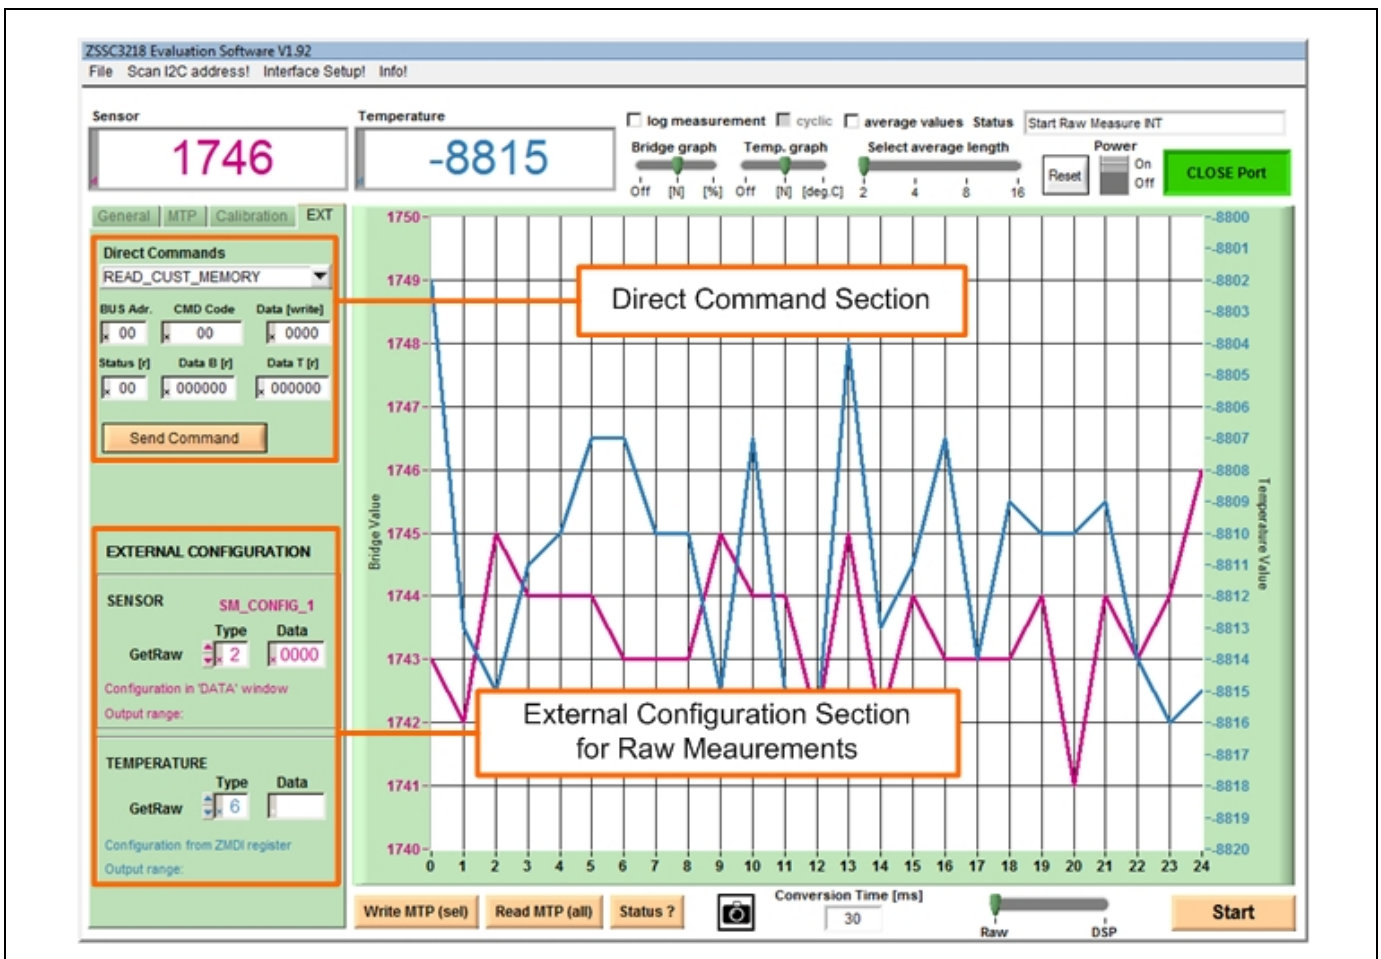 ZSSC3218 Evaluation Software V1.92
File Scan I2C address! Interface Setup! Info!
Sensor
1746
Temperature
-8815
log measurement cyclic average values Status Start Raw Measure INT
Bridge graph Temp. graph Select average length
Off [N] [%] Off [N] [deg.C] 2 4 8 16
Reset
Power
On
Off
CLOSE Port
General MTP Calibration EXT
Direct Commands
READ_CUST_MEMORY
BUS Adr. CMD Code Data [write]
x 00 x 00 x 0000
Status [r] Data B [r] Data T [r]
x 00 x 000000 x 000000
Send Command
EXTERNAL CONFIGURATION
SENSOR SM_CONFIG_1
Type Data
GetRaw x 2 x 0000
Configuration in 'DATA' window
Output range:
TEMPERATURE
Type Data
GetRaw x 6
Configuration from ZMDI register
Output range:
Direct Command Section
External Configuration Section
for Raw Meaurements
Bridge Value
1750
1749
1748
1747
1746
1745
1744
1743
1742
1741
1740
0 1 2 3 4 5 6 7 8 9 10 11 12 13 14 15 16 17 18 19 20 21 22 23 24
-8800
-8801
-8802
-8803
-8804
-8805
-8806
-8807
-8808
-8809
-8810
-8811
-8812
-8813
-8814
-8815
-8816
-8817
-8818
-8819
-8820
Temperature Value
Write MTP (sel) Read MTP (all) Status ?
Conversion Time [ms]
30
Raw DSP
Start